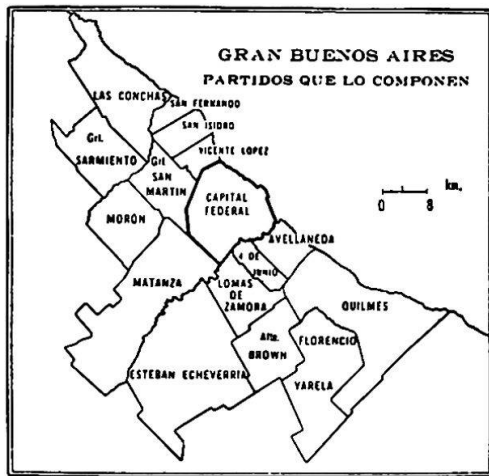 GRAN BUENOS AIRES
PARTIDOS QUE LO COMPONEN
LAS CONCHAS
SAN FERNANDO
SAN ISIDRO
VICENTE LOPEZ
Grl.
SARMIENTO
Grl
SAN
MARTIN
MORÓN
CAPITAL
FEDERAL
km.
0 8
AVELLANEDA
4 DE
JUNIO
MATANZA
LOMAS
DE
ZAMORA
QUILMES
Alte.
BROWN
FLORENCIO
VARELA
ESTEBAN ECHEVERRIA